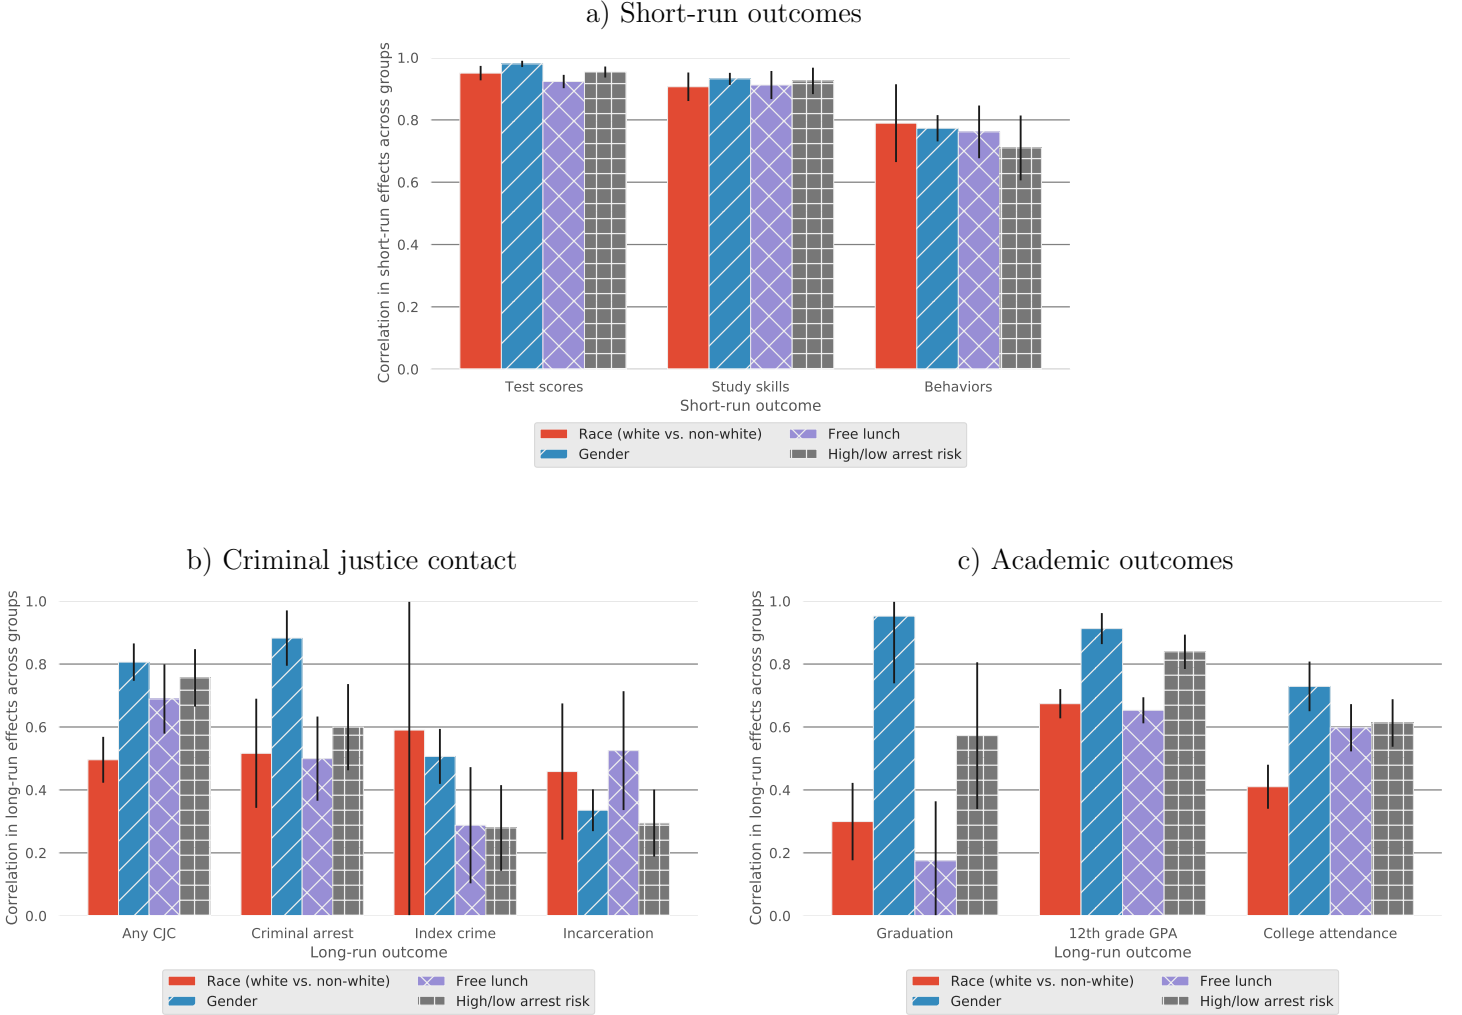 a) Short-run outcomes
Correlation in short-run effects across groups
1.0
0.8
0.6
0.4
0.2
0.0
Test scores
Study skills
Behaviors
Short-run outcome
Race (white vs. non-white)
Free lunch
Gender
High/low arrest risk
b) Criminal justice contact
Correlation in long-run effects across groups
1.0
0.8
0.6
0.4
0.2
0.0
Any CJC
Criminal arrest
Index crime
Incarceration
Long-run outcome
Race (white vs. non-white)
Free lunch
Gender
High/low arrest risk
c) Academic outcomes
Correlation in long-run effects across groups
1.0
0.8
0.6
0.4
0.2
0.0
Graduation
12th grade GPA
College attendance
Long-run outcome
Race (white vs. non-white)
Free lunch
Gender
High/low arrest risk